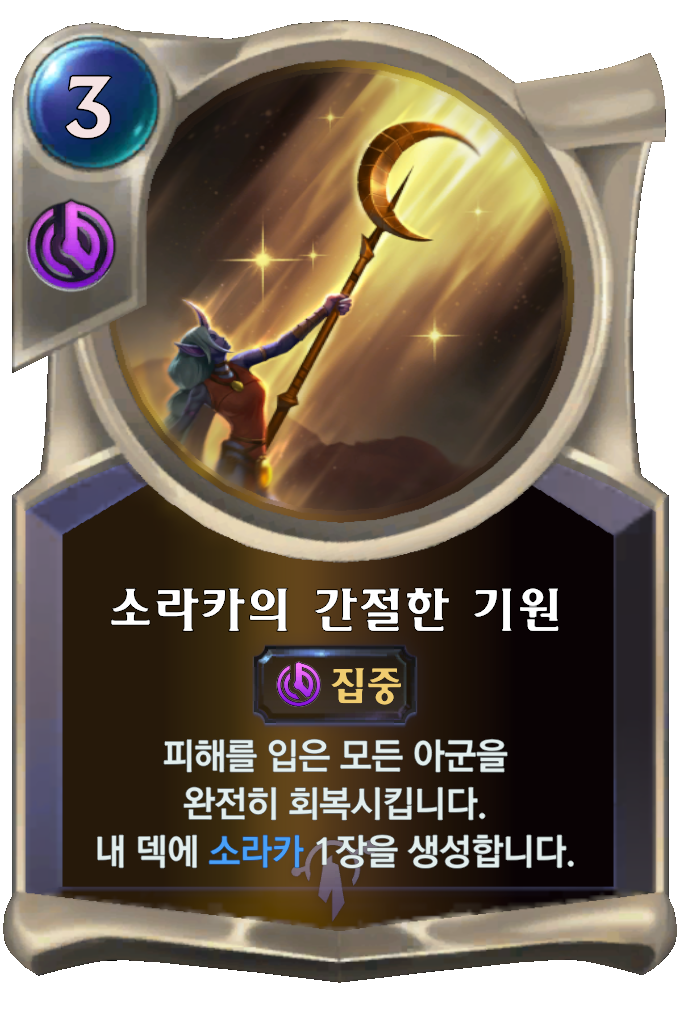 3
소라카의 간절한 기원
집중
피해를 입은 모든 아군을
완전히 회복시킵니다.
내 덱에 소라카 1장을 생성합니다.